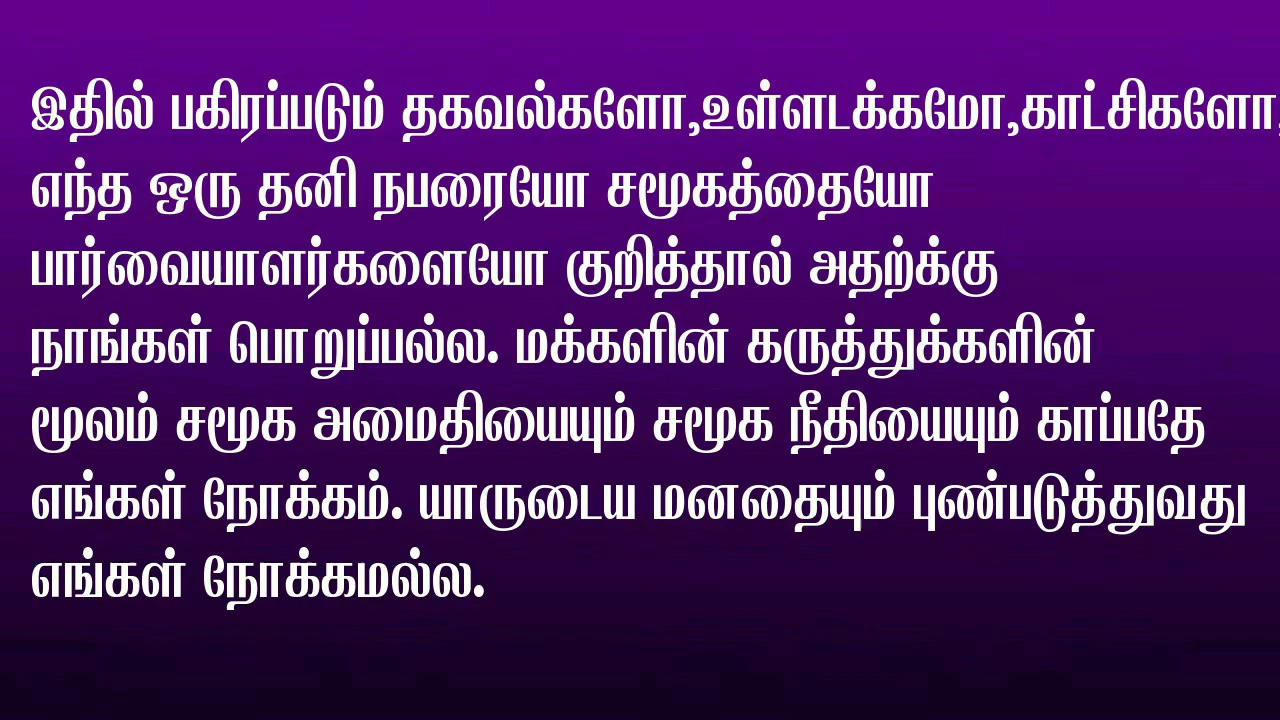 இதில் பகிரப்படும் தகவல்களோ,உள்ளடக்கமோ,காட்சிகளோ,
எந்த ஒரு தனி நபரையோ சமூகத்தையோ
பார்வையாளர்களையோ குறித்தால் அதற்க்கு
நாங்கள் பொறுப்பல்ல. மக்களின் கருத்துக்களின்
மூலம் சமூக அமைதியையும் சமூக நீதியையும் காப்பதே
எங்கள் நோக்கம். யாருடைய மனதையும் புண்படுத்துவது
எங்கள் நோக்கமல்ல.